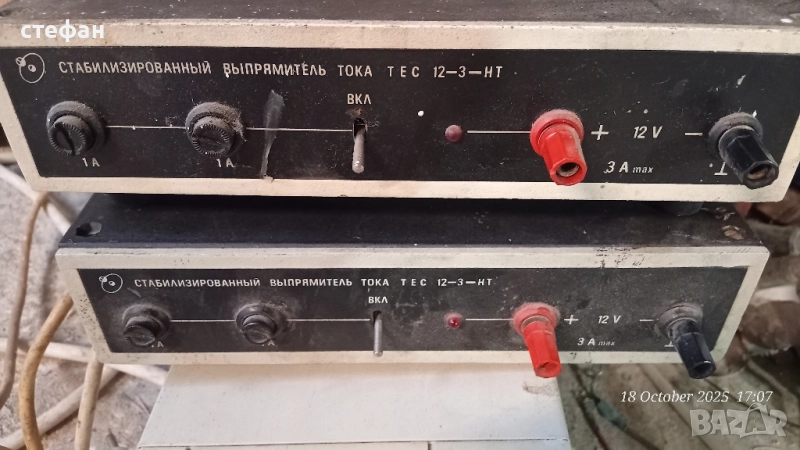 стефан
СТАБИЛИЗИРОВАННЫЙ ВЫПРЯМИТЕЛЬ ТОКА ТЕС 12–3–НТ
ВКЛ
1А 1А
+ 12 V –
3 A max
СТАБИЛИЗИРОВАННЫЙ ВЫПРЯМИТЕЛЬ ТОКА ТЕС 12–3–НТ
ВКЛ
+ 12 V –
3 A max
18 October 2025 17:07
BAZAR